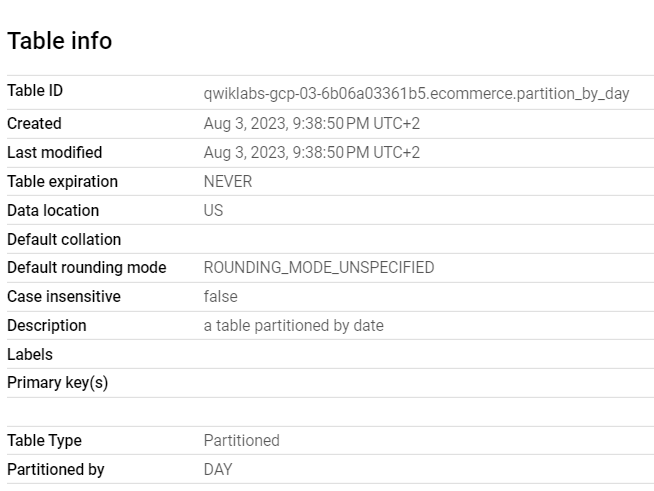 Table info
Table ID qwiklabs-gcp-03-6b06a03361b5.ecommerce.partition_by_day
Created Aug 3, 2023, 9:38:50 PM UTC+2
Last modified Aug 3, 2023, 9:38:50 PM UTC+2
Table expiration NEVER
Data location US
Default collation
Default rounding mode ROUNDING_MODE_UNSPECIFIED
Case insensitive false
Description a table partitioned by date
Labels
Primary key(s)
Table Type Partitioned
Partitioned by DAY